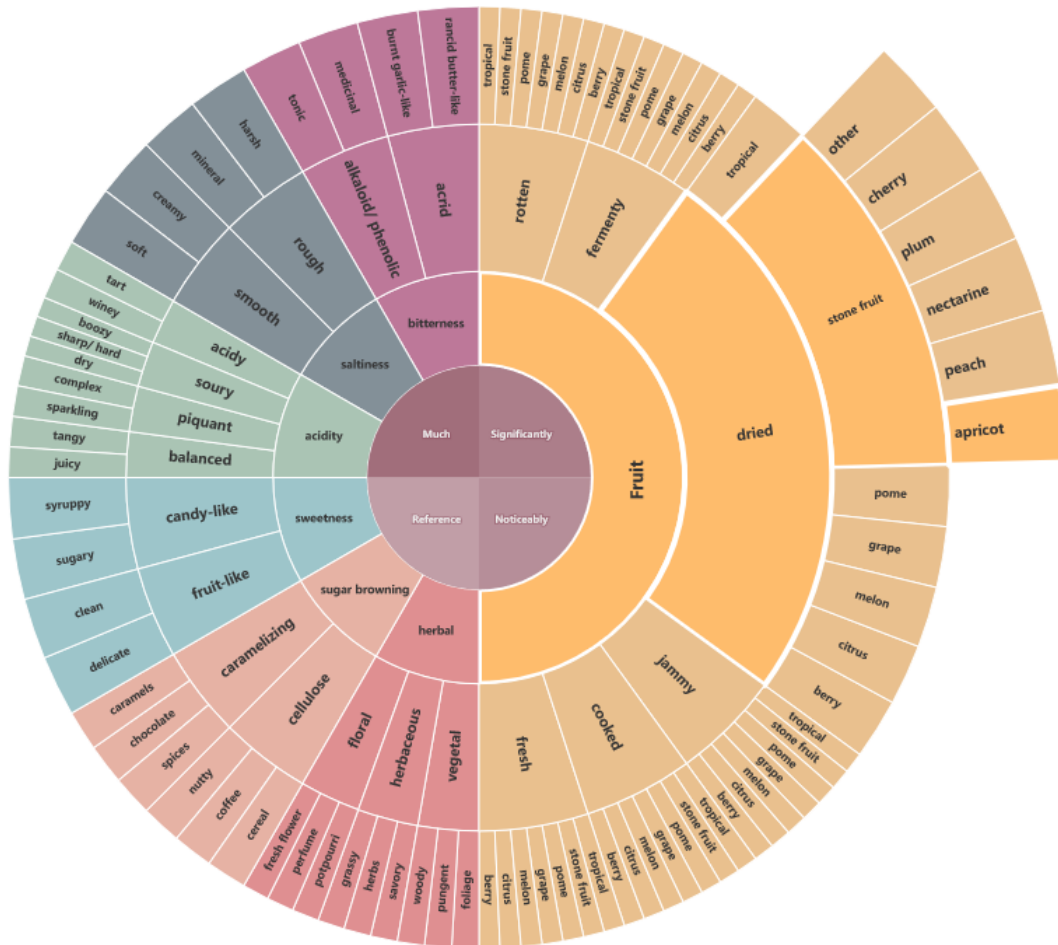 Much
Significantly
Reference
Noticeably
Fruit
rotten
tropical
stone fruit
pome
grape
melon
citrus
berry
fermenty
tropical
stone fruit
pome
grape
melon
citrus
berry
dried
tropical
stone fruit
other
cherry
plum
nectarine
peach
apricot
pome
grape
melon
citrus
berry
jammy
tropical
stone fruit
pome
grape
melon
citrus
berry
cooked
tropical
stone fruit
pome
grape
melon
citrus
berry
fresh
tropical
stone fruit
pome
grape
melon
citrus
berry
herbal
vegetal
foliage
pungent
woody
herbaceous
savory
herbs
grassy
floral
potpourri
perfume
fresh flower
sugar browning
cellulose
cereal
coffee
nutty
caramelizing
spices
chocolate
caramels
sweetness
fruit-like
delicate
clean
candy-like
sugary
syruppy
acidity
balanced
juicy
tangy
piquant
sparkling
complex
dry
soury
sharp/ hard
boozy
winey
acidy
tart
saltiness
smooth
soft
creamy
rough
mineral
harsh
bitterness
alkaloid/ phenolic
tonic
medicinal
acrid
burnt garlic-like
rancid butter-like